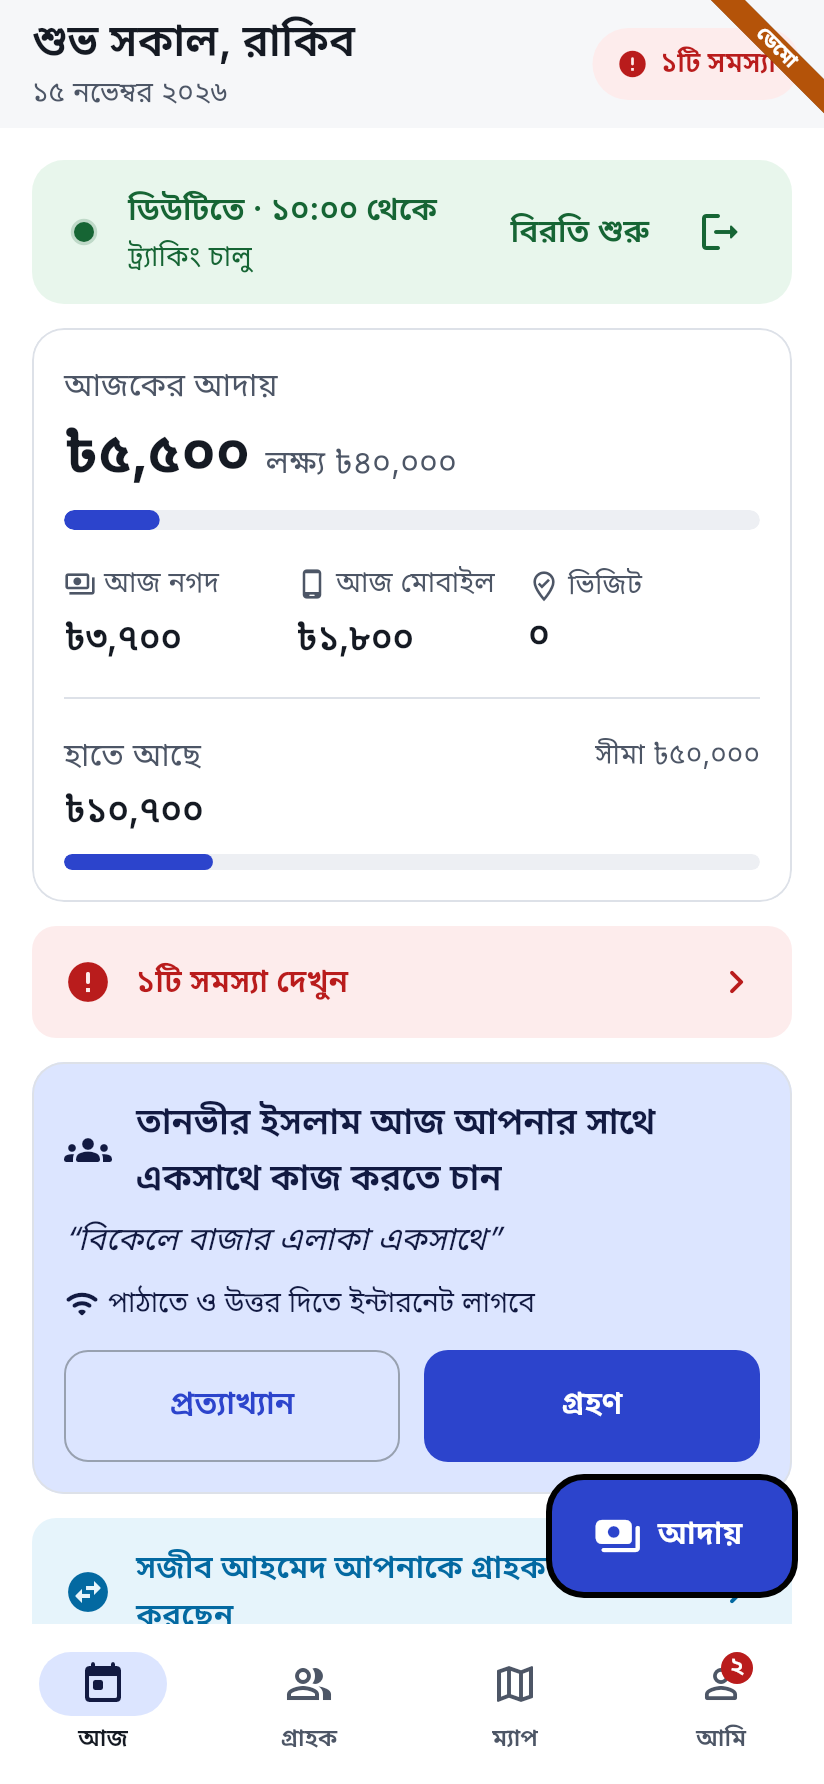 শুভ সকাল, রাকিব
১৫ নভেম্বর ২০২৬
১টি সমস্যা
ডেমো
ডিউটিতে · ১০:০০ থেকে
ট্র্যাকিং চালু
বিরতি শুরু
আজকের আদায়
৳৫,৫০০ লক্ষ্য ৳৪০,০০০
আজ নগদ
৳৩,৭০০
আজ মোবাইল
৳১,৮০০
ভিজিট
০
হাতে আছে
সীমা ৳৫০,০০০
৳১০,৭০০
১টি সমস্যা দেখুন
তানভীর ইসলাম আজ আপনার সাথে
একসাথে কাজ করতে চান
“বিকেলে বাজার এলাকা একসাথে”
পাঠাতে ও উত্তর দিতে ইন্টারনেট লাগবে
প্রত্যাখ্যান
গ্রহণ
আদায়
সজীব আহমেদ আপনাকে গ্রাহক
করছেন
আজ
গ্রাহক
ম্যাপ
২
আমি